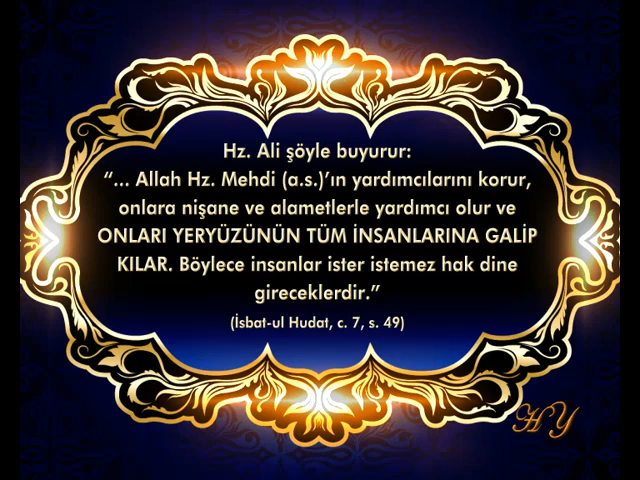 Hz. Ali şöyle buyurur:
“... Allah Hz. Mehdi (a.s.)’ın yardımcılarını korur,
onlara nişane ve alametlerle yardımcı olur ve
ONLARI YERYÜZÜNÜN TÜM İNSANLARINA GALİP
KILAR. Böylece insanlar ister istemez hak dine
gireceklerdir.”
(İsbat-ul Hudat, c. 7, s. 49)
HY